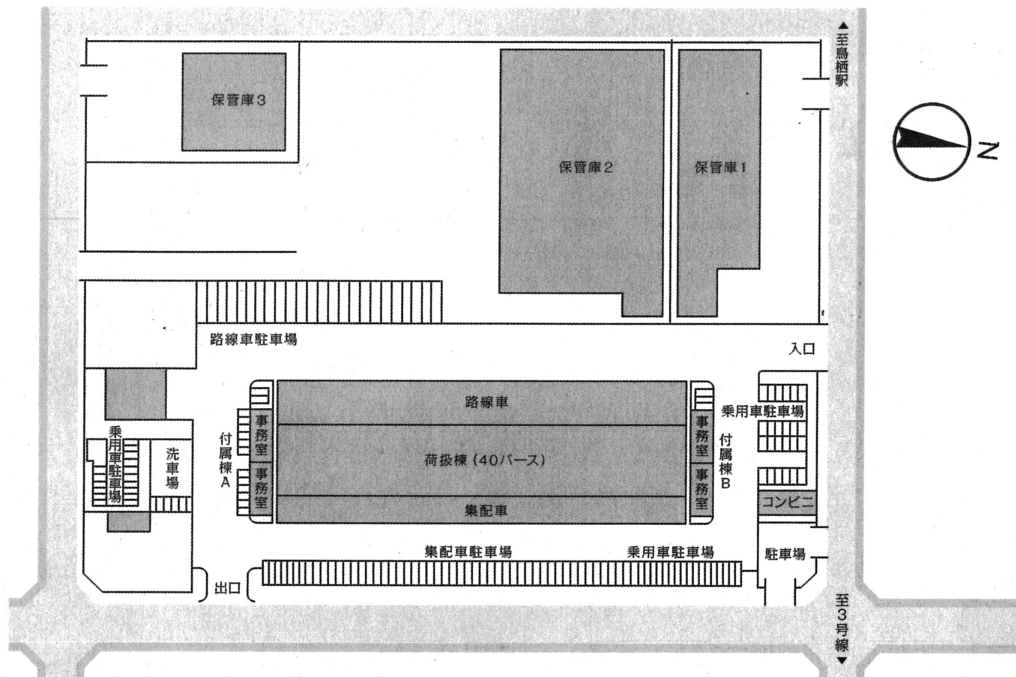 ▲至鳥栖駅
保管庫3
保管庫2
保管庫1
N
路線車駐車場
入口
路線車
乗用車駐車場
事務室
事務室
付属棟A
荷扱棟(40バース)
事務室
事務室
付属棟B
乗用車駐車場
洗車場
集配車
コンビニ
集配車駐車場
乗用車駐車場
駐車場
出口
至3号線▼